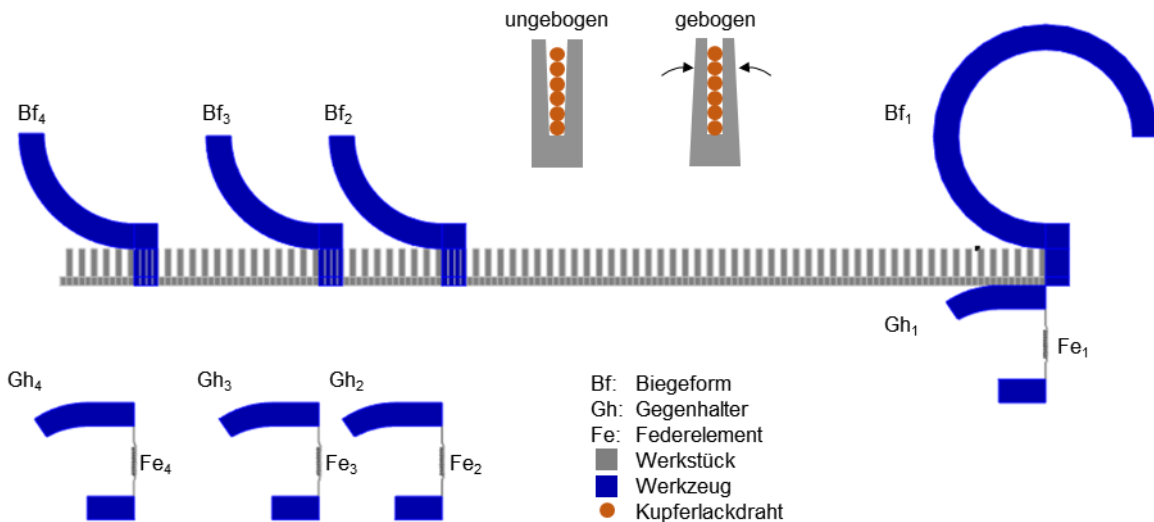 ungebogen
gebogen
Bf₄
Bf₃
Bf₂
Bf₁
Gh₁
Fe₁
Gh₄
Gh₃
Gh₂
Fe₄
Fe₃
Fe₂
Bf: Biegeform
Gh: Gegenhalter
Fe: Federelement
Werkstück
Werkzeug
Kupferlackdraht